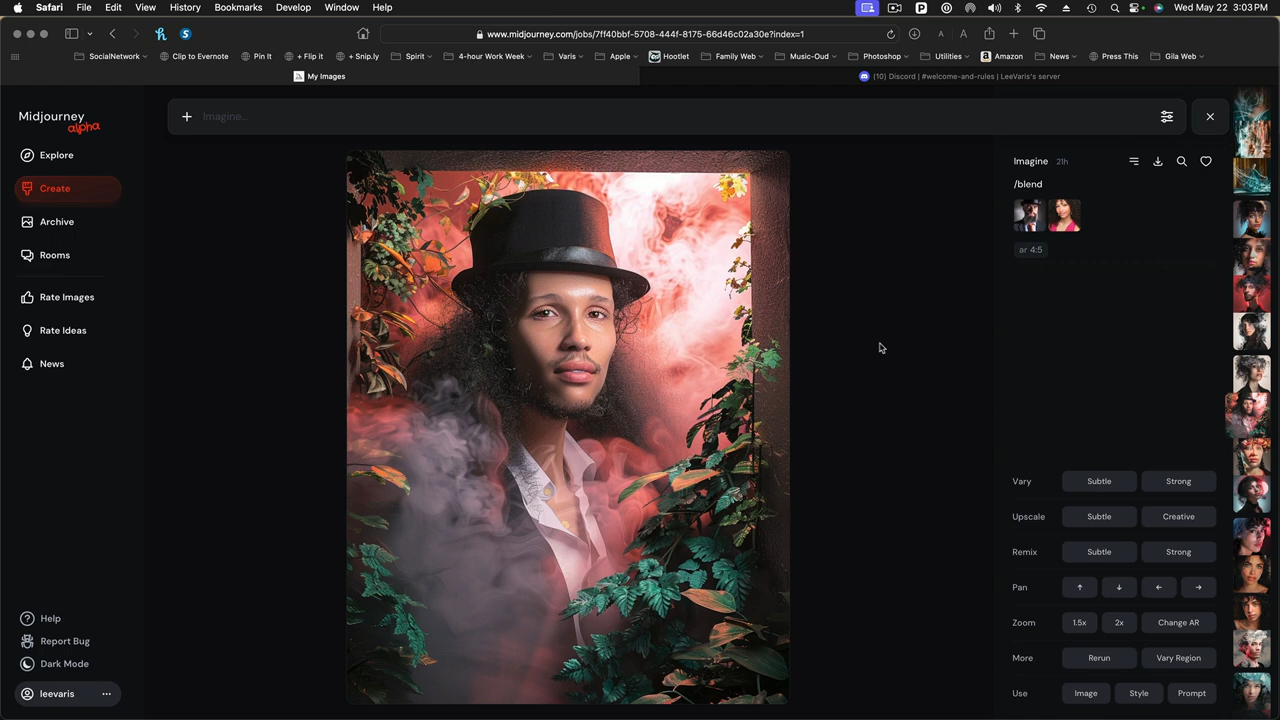 Safari File Edit View History Bookmarks Develop Window Help Wed May 22 3:03 PM
www.midjourney.com/jobs/7ff40bbf-5708-444f-8175-66d46c02a30e?index=1
SocialNetwork Clip to Evernote Pin It + Flip it + Snip.ly Spirit 4-hour Work Week Varis Apple Hootlet Family Web Music-Oud Photoshop Utilities Amazon News Press This Gila Web
My Images (10) Discord | #welcome-and-rules | LeeVaris's server
Midjourney
alpha
Imagine...
Explore
Create
Archive
Rooms
Rate Images
Rate Ideas
News
Help
Report Bug
Dark Mode
leevaris
Imagine 21h
/blend
ar 4:5
Vary Subtle Strong
Upscale Subtle Creative
Remix Subtle Strong
Pan ↑ ↓ ← →
Zoom 1.5x 2x Change AR
More Rerun Vary Region
Use Image Style Prompt